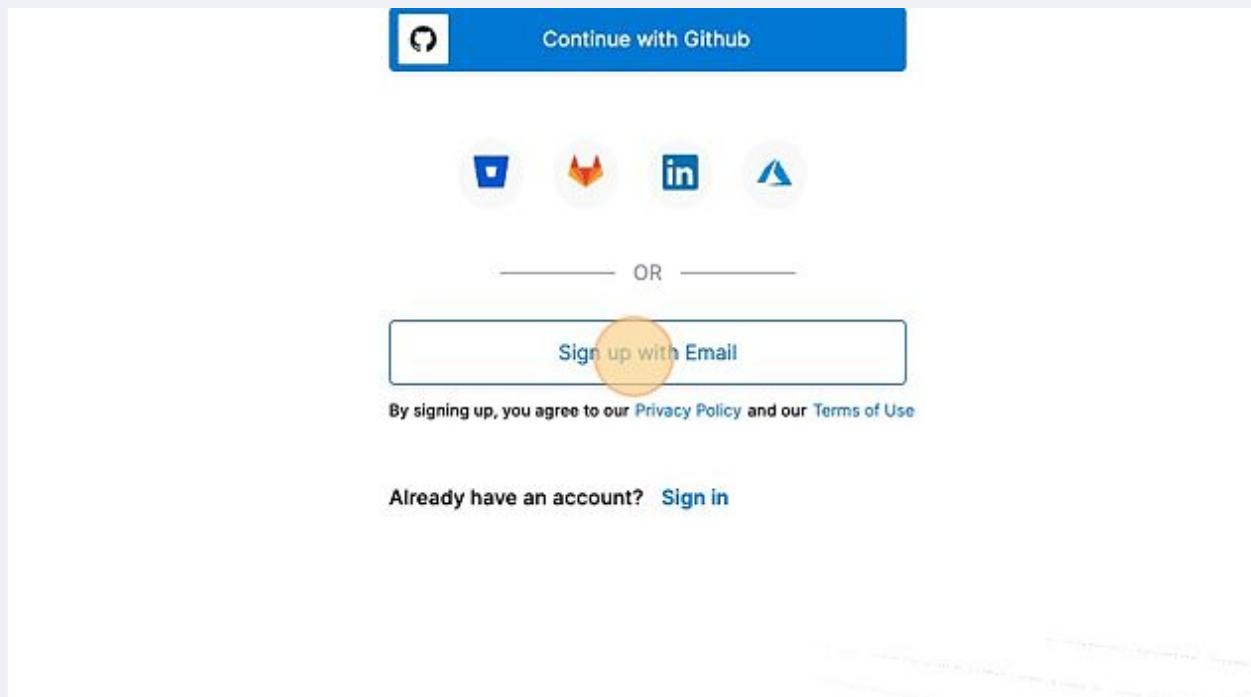 Continue with Github
in
OR
Sign up with Email
By signing up, you agree to our Privacy Policy and our Terms of Use
Already have an account? Sign in